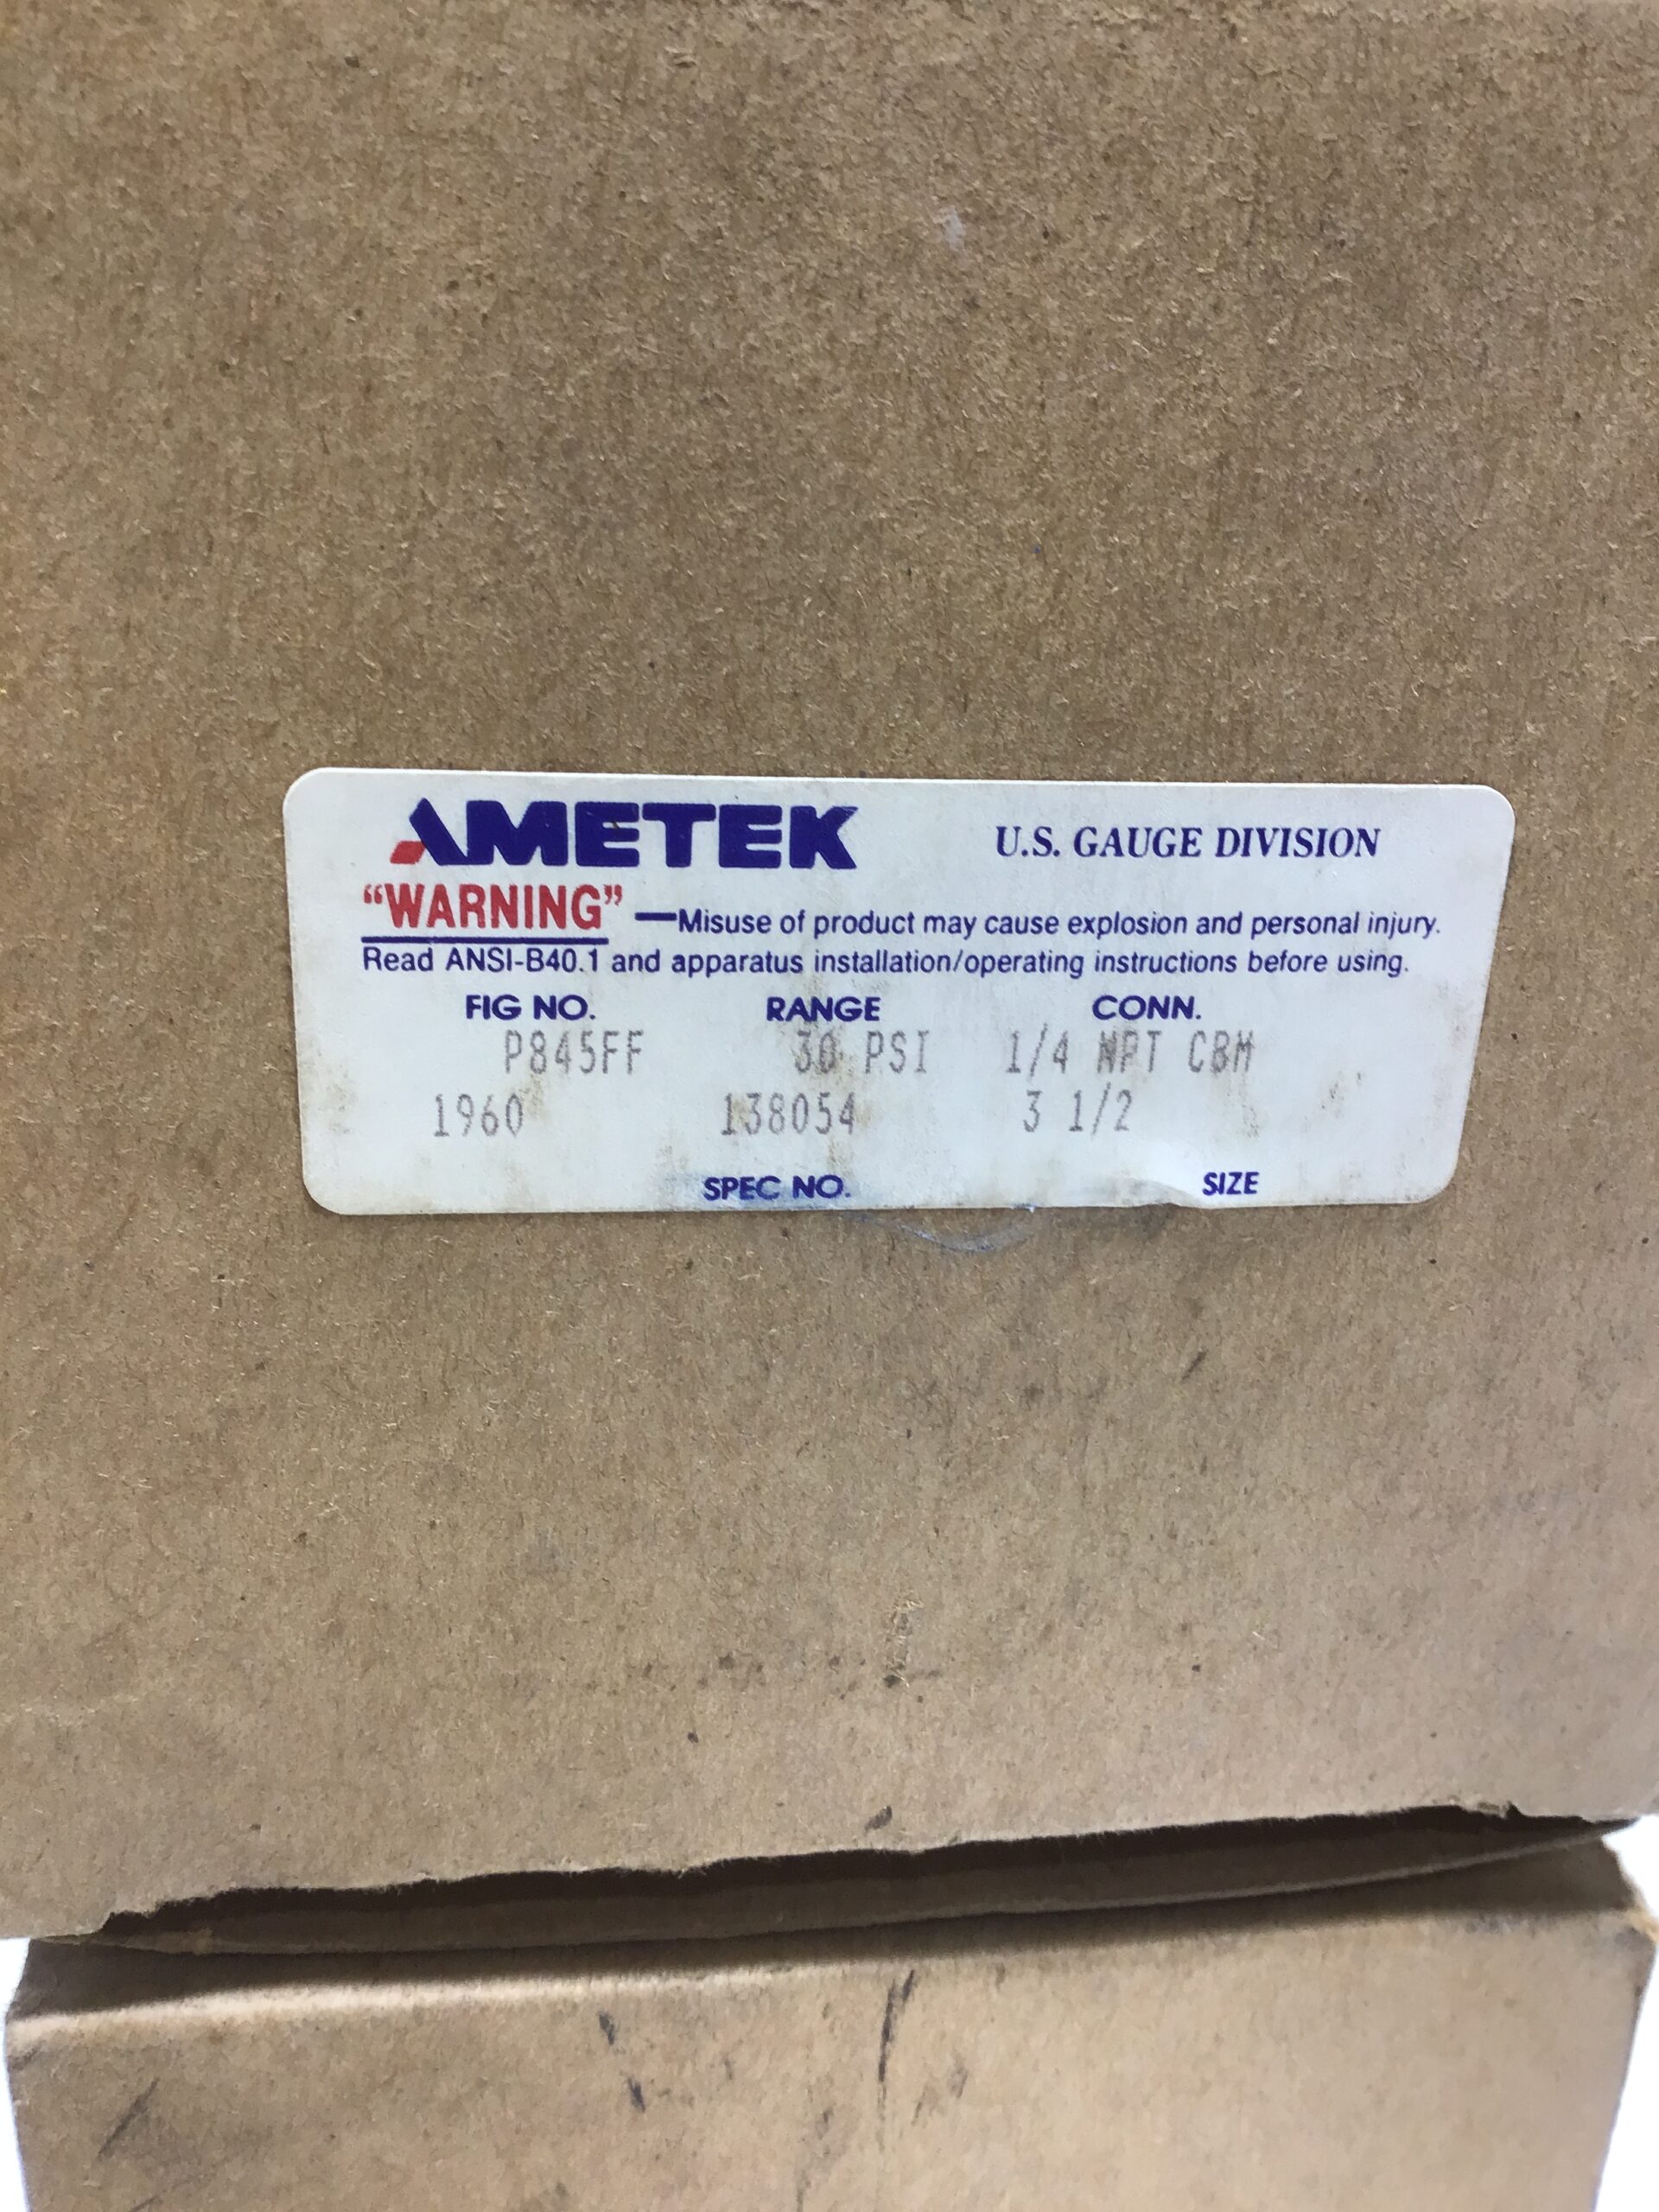 AMETEK U.S. GAUGE DIVISION
"WARNING" —Misuse of product may cause explosion and personal injury.
Read ANSI-B40.1 and apparatus installation/operating instructions before using.
FIG NO. RANGE CONN.
P845FF 30 PSI 1/4 NPT CBM
1960 138054 3 1/2
SPEC NO. SIZE